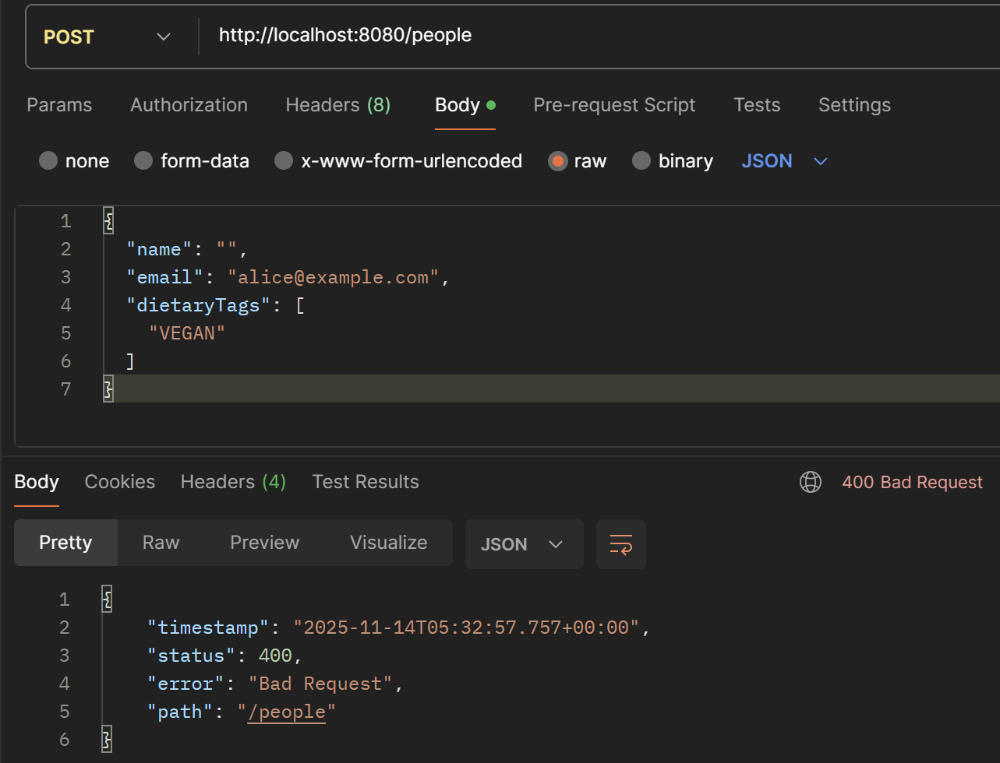 POST http://localhost:8080/people
Params Authorization Headers (8) Body Pre-request Script Tests Settings
none form-data x-www-form-urlencoded raw binary JSON
1 {
2 "name": "",
3 "email": "alice@example.com",
4 "dietaryTags": [
5 "VEGAN"
6 ]
7 }
Body Cookies Headers (4) Test Results 400 Bad Request
Pretty Raw Preview Visualize JSON
1 {
2 "timestamp": "2025-11-14T05:32:57.757+00:00",
3 "status": 400,
4 "error": "Bad Request",
5 "path": "/people"
6 }